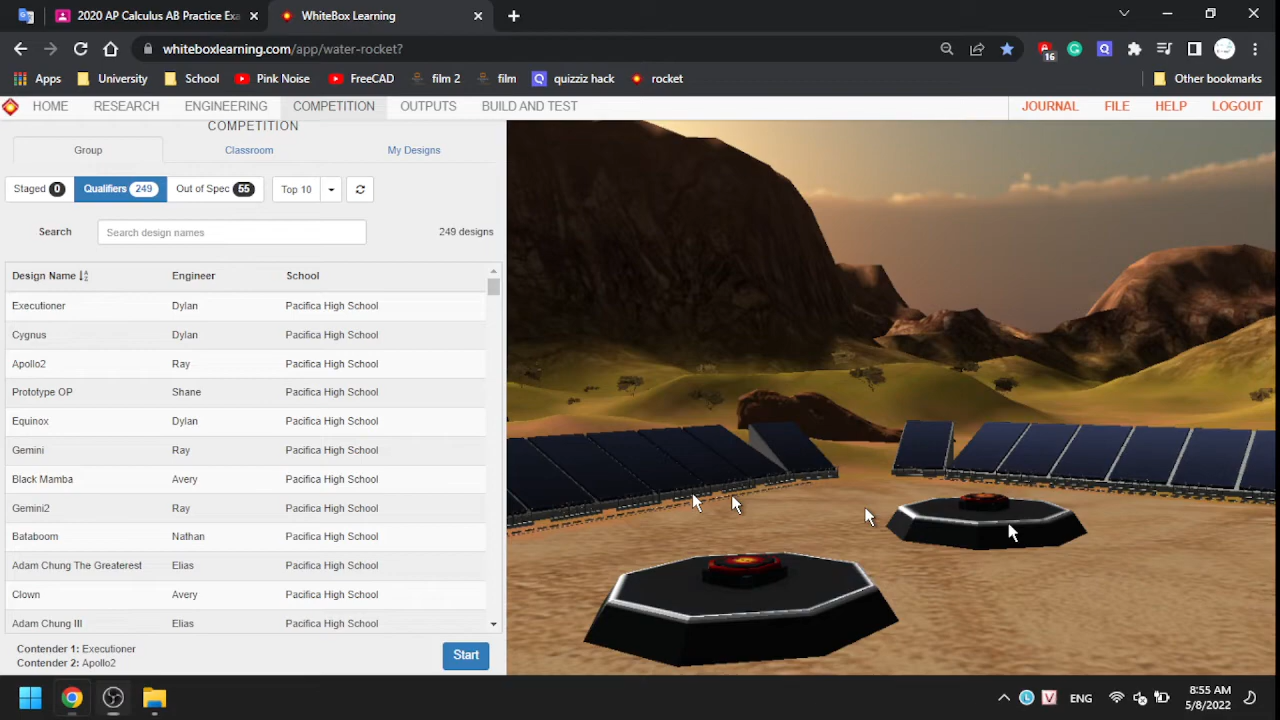 2020 AP Calculus AB Practice Exa
WhiteBox Learning
whiteboxlearning.com/app/water-rocket?
16
Apps University School Pink Noise FreeCAD film 2 film quizziz hack rocket Other bookmarks
HOME RESEARCH ENGINEERING COMPETITION OUTPUTS BUILD AND TEST JOURNAL FILE HELP LOGOUT
COMPETITION
Group Classroom My Designs
Staged 0 Qualifiers 249 Out of Spec 55 Top 10
Search Search design names 249 designs
Design Name Engineer School
Executioner Dylan Pacifica High School
Cygnus Dylan Pacifica High School
Apollo2 Ray Pacifica High School
Prototype OP Shane Pacifica High School
Equinox Dylan Pacifica High School
Gemini Ray Pacifica High School
Black Mamba Avery Pacifica High School
Gemini2 Ray Pacifica High School
Bataboom Nathan Pacifica High School
Adam Chung The Greaterest Elias Pacifica High School
Clown Avery Pacifica High School
Adam Chung III Elias Pacifica High School
Contender 1: Executioner
Contender 2: Apollo2
Start
ENG
8:55 AM
5/8/2022